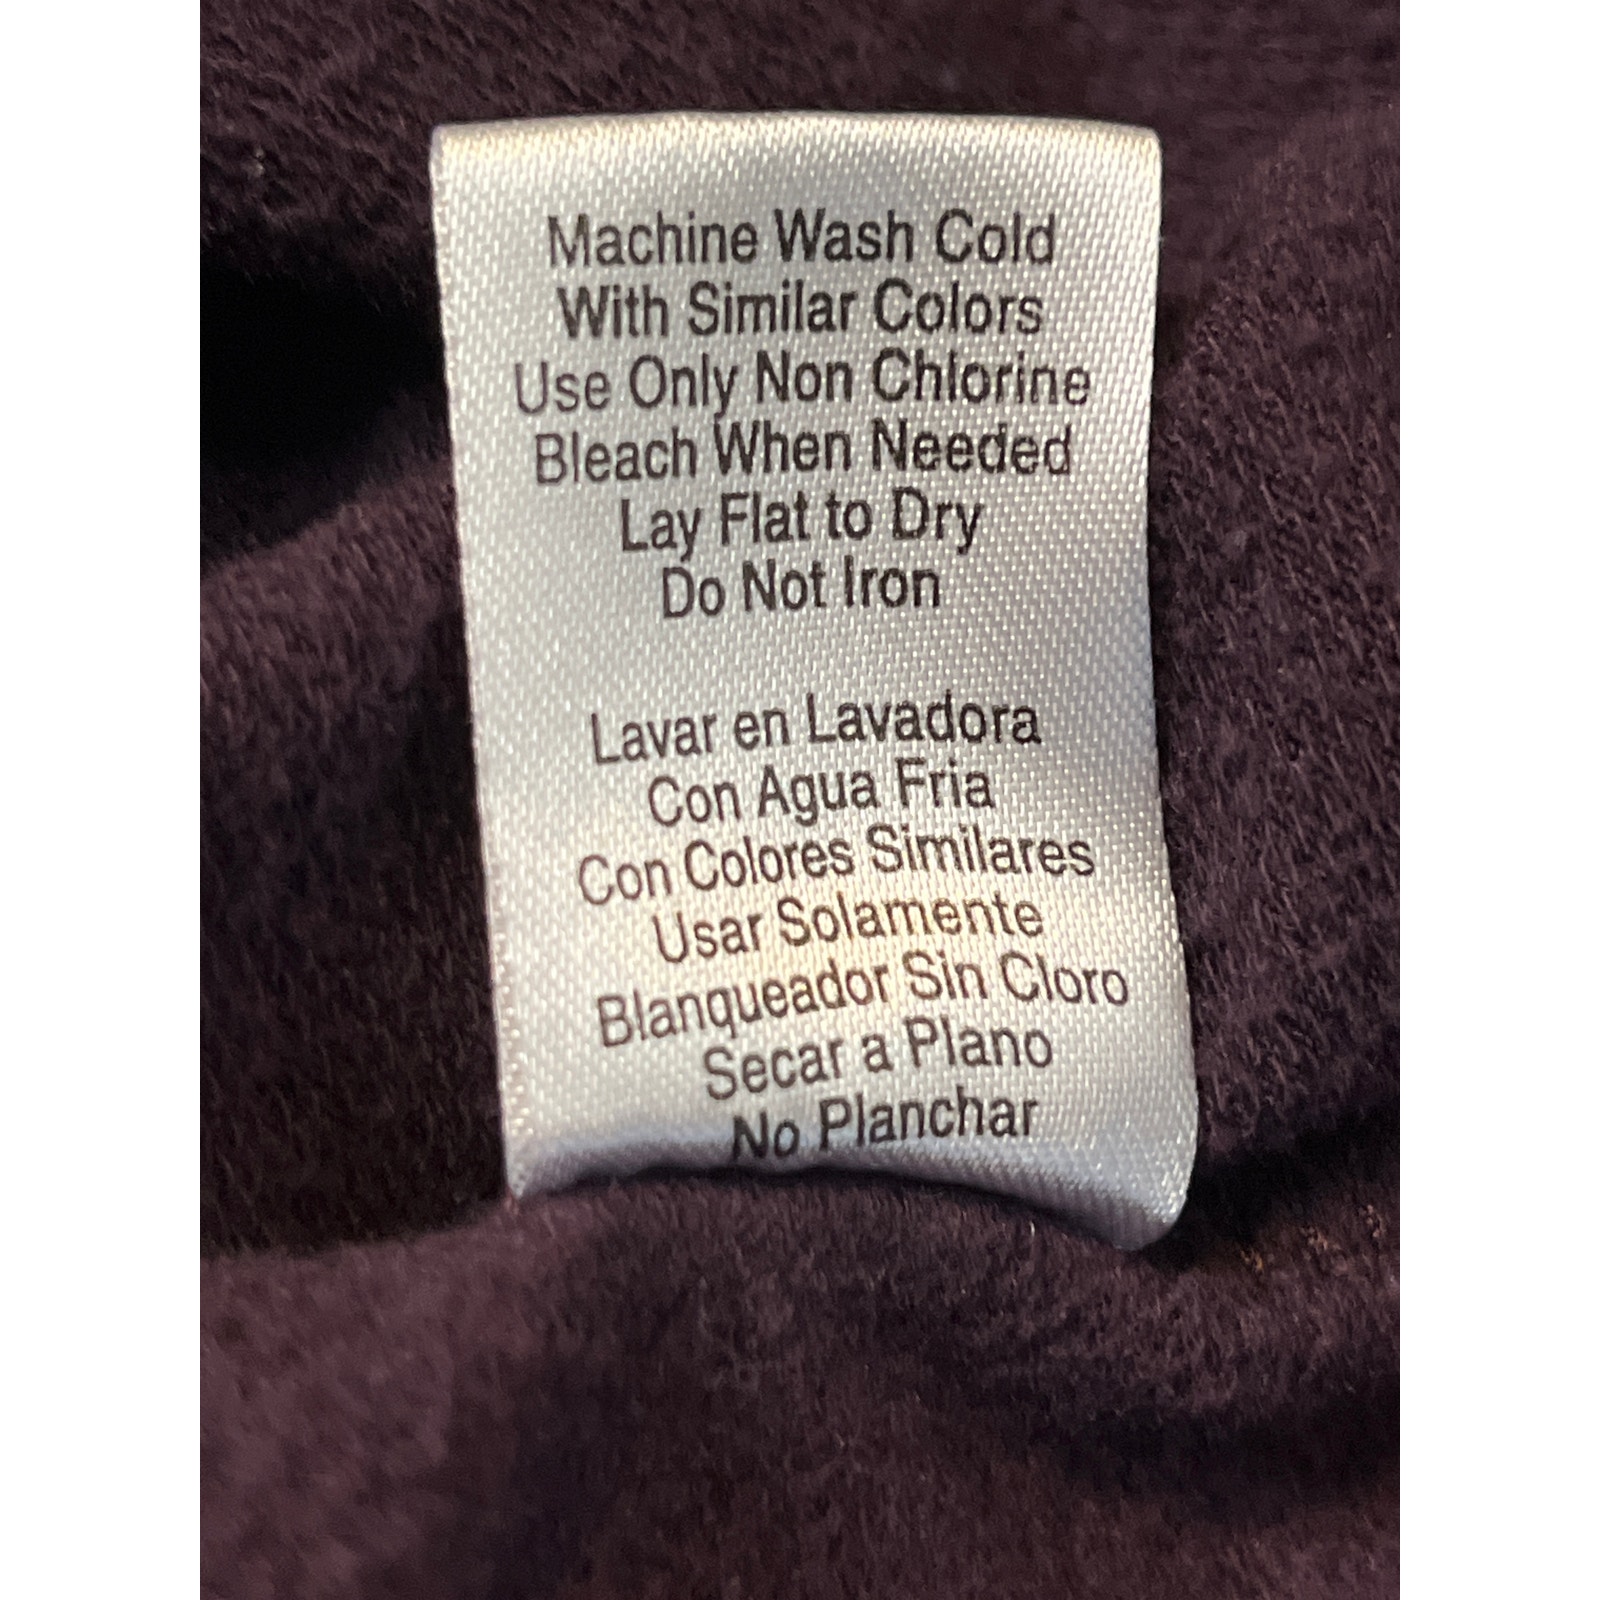 Machine Wash Cold
With Similar Colors
Use Only Non Chlorine
Bleach When Needed
Lay Flat to Dry
Do Not Iron
Lavar en Lavadora
Con Agua Fria
Con Colores Similares
Usar Solamente
Blanqueador Sin Cloro
Secar a Plano
No Planchar